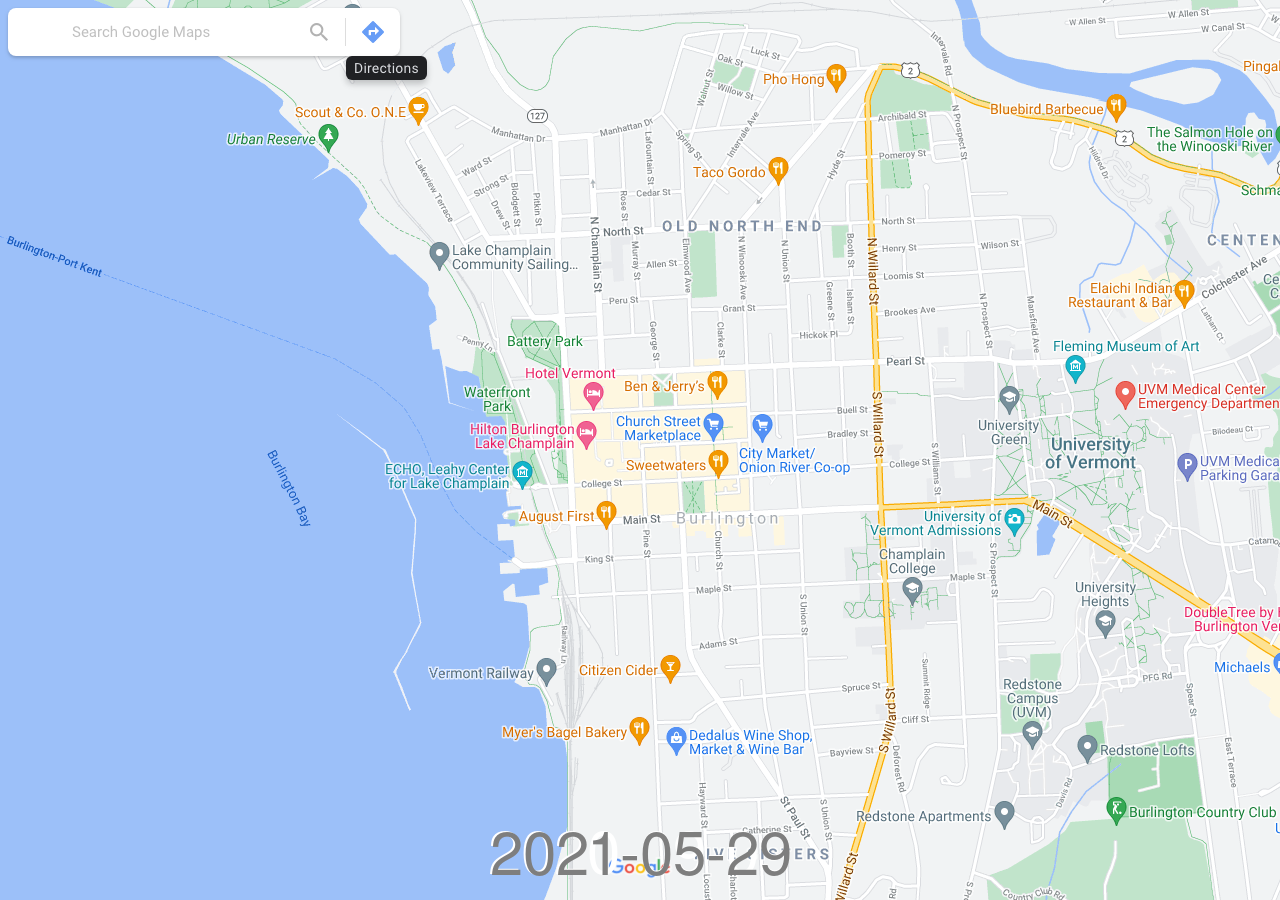 Search Google Maps
Directions
W Allen St
W Allen St
W Canal St
Intervale Rd
Luck St
Oak St
Walnut St
Willow St
Pho Hong
2
Pingal
Scout & Co. O.N.E
Urban Reserve
127
Manhattan Dr
Manhattan Dr
Intervale Ave
Spring St
Lafountain St
Bluebird Barbecue
2
Archibald St
N Prospect St
The Salmon Hole on
the Winooski River
Pomeroy St
Hildred Dr
Schma
Lakeview Terrace
Ward St
Strong St
Drew St
Blodgett St
Pitkin St
Taco Gordo
Hyde St
Cedar St
Rose St
N Champlain St
North St
OLD NORTH END
North St
Burlington-Port Kent
Lake Champlain
Community Sailing...
Murray St
Allen St
Elmwood Ave
N Winooski Ave
N Union St
Booth St
N Willard St
Henry St
Wilson St
CENTEN
Colchester Ave
Loomis St
Peru St
Grant St
Greene St
Isham St
Brookes Ave
N Prospect St
Mansfield Ave
Elaichi Indian
Restaurant & Bar
Latham Ct
Ce
C
Penny Ln
Battery Park
George St
Clarke St
Hickok Pl
Pearl St
Fleming Museum of Art
Hotel Vermont
Ben & Jerry's
Waterfront
Park
UVM Medical Center
Emergency Departmen
Hilton Burlington
Lake Champlain
Church Street
Marketplace
Buell St
Bradley St
S Willard St
University
Green
Bilodeau Ct
University
of Vermont
City Market/
Onion River Co-op
Sweetwaters
College St
S Williams St
UVM Medica
Parking Gara
ECHO, Leahy Center
for Lake Champlain
College St
Burlington Bay
August First
Main St
Burlington
University of
Vermont Admissions
Main St
Catamo
Pine St
Church St
King St
Champlain
College
S Prospect St
Maple St
Maple St
University
Heights
S Union St
Railway Ln
DoubleTree by H
Burlington Ver
Adams St
Vermont Railway
Citizen Cider
Summit Ridge
Michaels
PFG Rd
Spear St
Spruce St
Redstone
Campus
(UVM)
S Willard St
Cliff St
Myer's Bagel Bakery
Dedalus Wine Shop,
Market & Wine Bar
Bayview St
Deforest Rd
Redstone Lofts
East Terrace
Davis Rd
Hayward St
St Paul St
S Union St
Redstone Apartments
Burlington Country Club
Catherine St
2021-05-29
Google
Willard St
Locust
Charlot
Country Club Rd